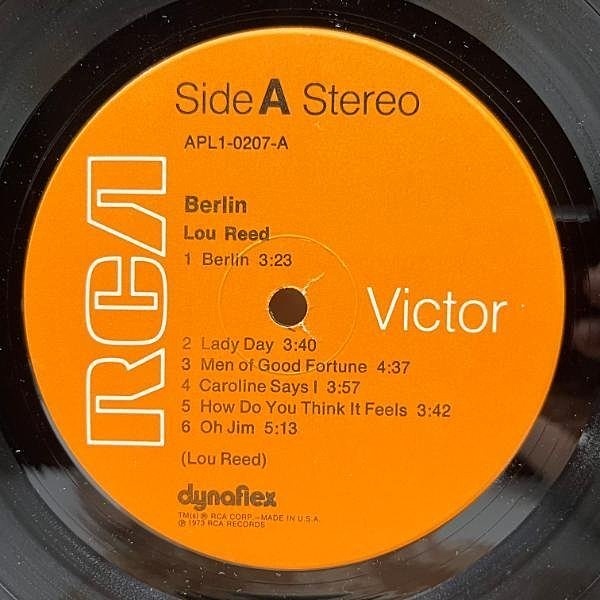 Side A Stereo
APL1-0207-A
RCA
Berlin
Lou Reed
1 Berlin 3:23
Victor
2 Lady Day 3:40
3 Men of Good Fortune 4:37
4 Caroline Says I 3:57
5 How Do You Think It Feels 3:42
6 Oh Jim 5:13
(Lou Reed)
dynaflex
TM(s) ® RCA CORP.—MADE IN U.S.A.
℗ 1973 RCA RECORDS